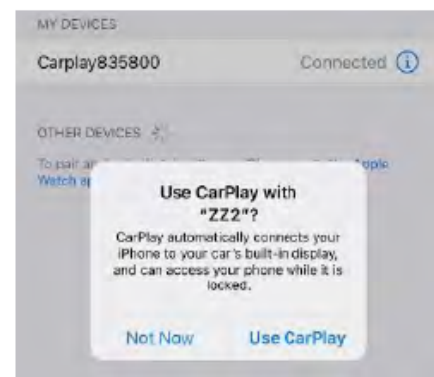 MY DEVICES
Carplay835800 Connected
OTHER DEVICES
To pair an Apple
Watch
Use CarPlay with
"ZZ2"?
CarPlay automatically connects your
iPhone to your car's built-in display,
and can access your phone while it is
locked.
Not Now Use CarPlay